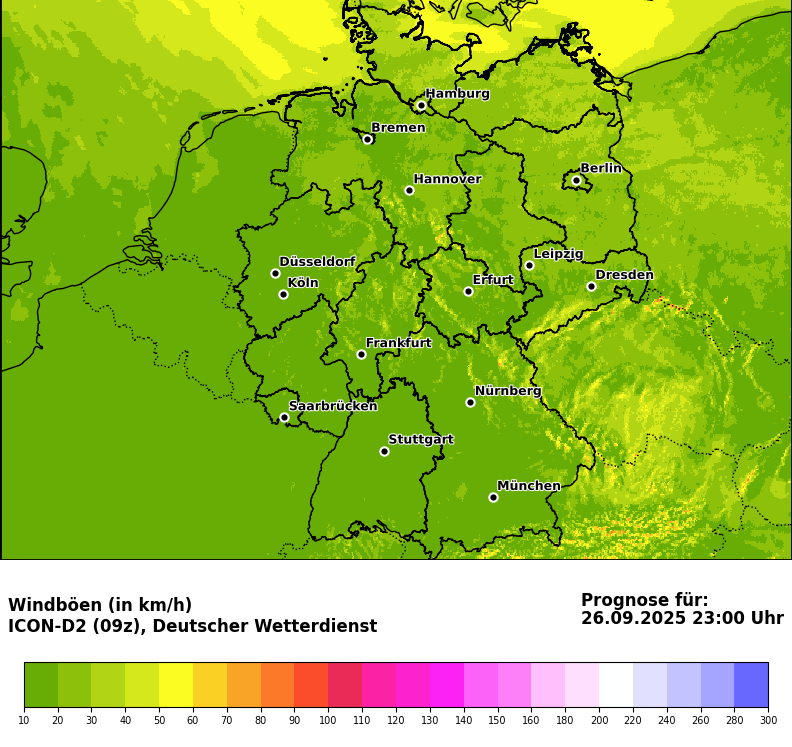 Hamburg
Bremen
Berlin
Hannover
Leipzig
Düsseldorf
Dresden
Köln
Erfurt
Frankfurt
Nürnberg
Saarbrücken
Stuttgart
München
Windböen (in km/h)
ICON-D2 (09z), Deutscher Wetterdienst
Prognose für:
26.09.2025 23:00 Uhr
10 20 30 40 50 60 70 80 90 100 110 120 130 140 150 160 180 200 220 240 260 280 300